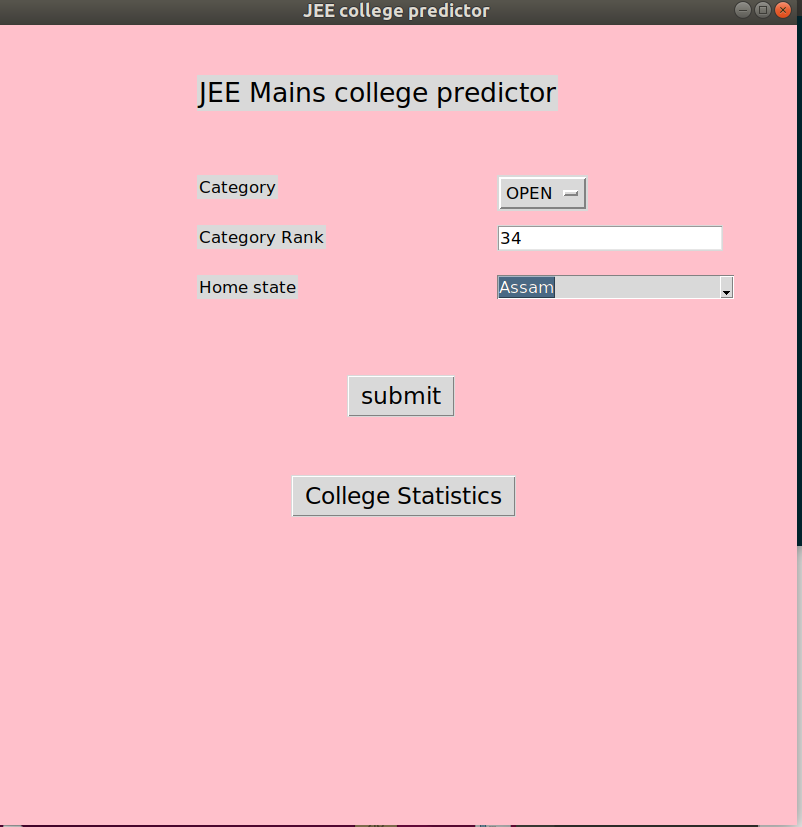 JEE college predictor
JEE Mains college predictor
Category OPEN
Category Rank 34
Home state Assam
submit
College Statistics